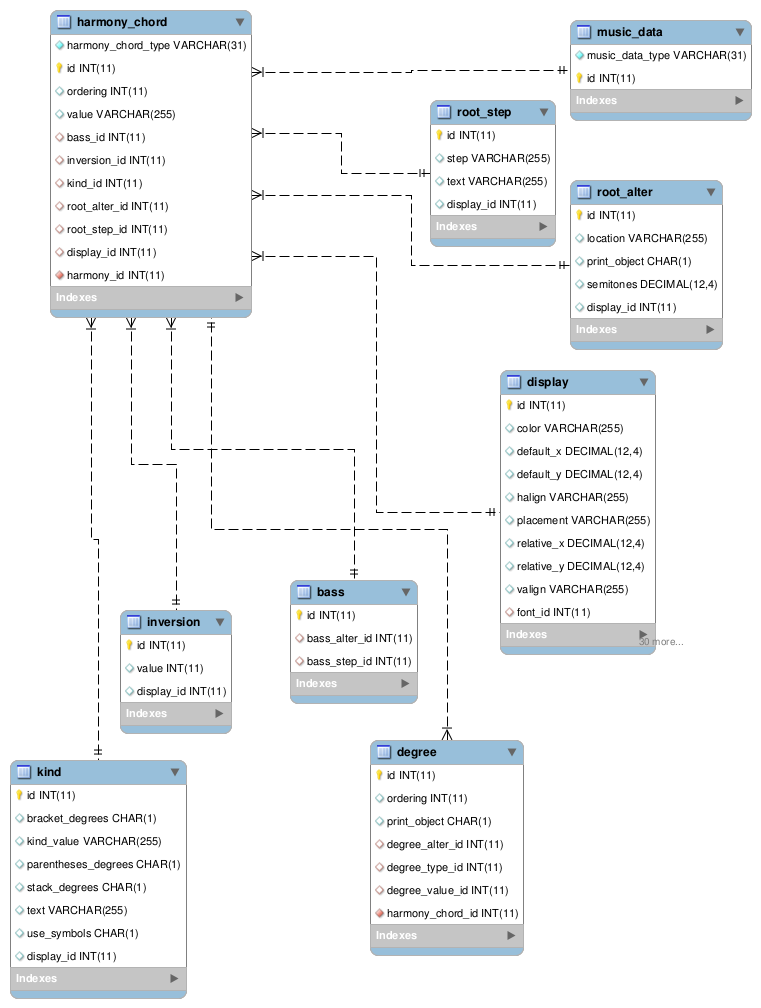 harmony_chord
harmony_chord_type VARCHAR(31)
id INT(11)
ordering INT(11)
value VARCHAR(255)
bass_id INT(11)
inversion_id INT(11)
kind_id INT(11)
root_alter_id INT(11)
root_step_id INT(11)
display_id INT(11)
harmony_id INT(11)
Indexes
music_data
music_data_type VARCHAR(31)
id INT(11)
Indexes
root_step
id INT(11)
step VARCHAR(255)
text VARCHAR(255)
display_id INT(11)
Indexes
root_alter
id INT(11)
location VARCHAR(255)
print_object CHAR(1)
semitones DECIMAL(12,4)
display_id INT(11)
Indexes
display
id INT(11)
color VARCHAR(255)
default_x DECIMAL(12,4)
default_y DECIMAL(12,4)
halign VARCHAR(255)
placement VARCHAR(255)
relative_x DECIMAL(12,4)
relative_y DECIMAL(12,4)
valign VARCHAR(255)
font_id INT(11)
Indexes
30 more...
bass
id INT(11)
bass_alter_id INT(11)
bass_step_id INT(11)
Indexes
inversion
id INT(11)
value INT(11)
display_id INT(11)
Indexes
degree
id INT(11)
ordering INT(11)
print_object CHAR(1)
degree_alter_id INT(11)
degree_type_id INT(11)
degree_value_id INT(11)
harmony_chord_id INT(11)
Indexes
kind
id INT(11)
bracket_degrees CHAR(1)
kind_value VARCHAR(255)
parentheses_degrees CHAR(1)
stack_degrees CHAR(1)
text VARCHAR(255)
use_symbols CHAR(1)
display_id INT(11)
Indexes